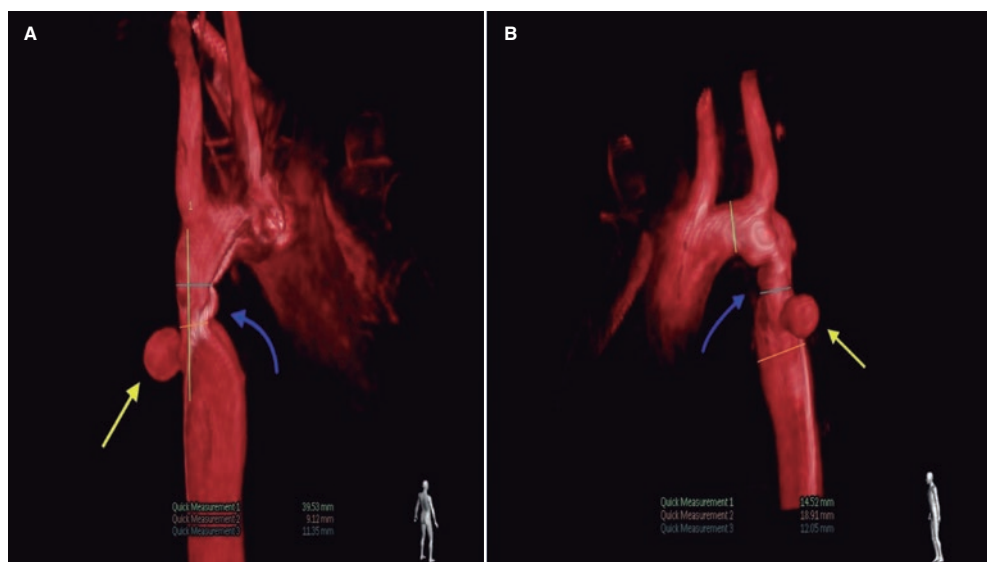 A
B
1
Quick Measurement 1 39.53 mm
Quick Measurement 2 9.12 mm
Quick Measurement 3 11.35 mm
Quick Measurement 1 14.52 mm
Quick Measurement 2 18.91 mm
Quick Measurement 3 12.05 mm